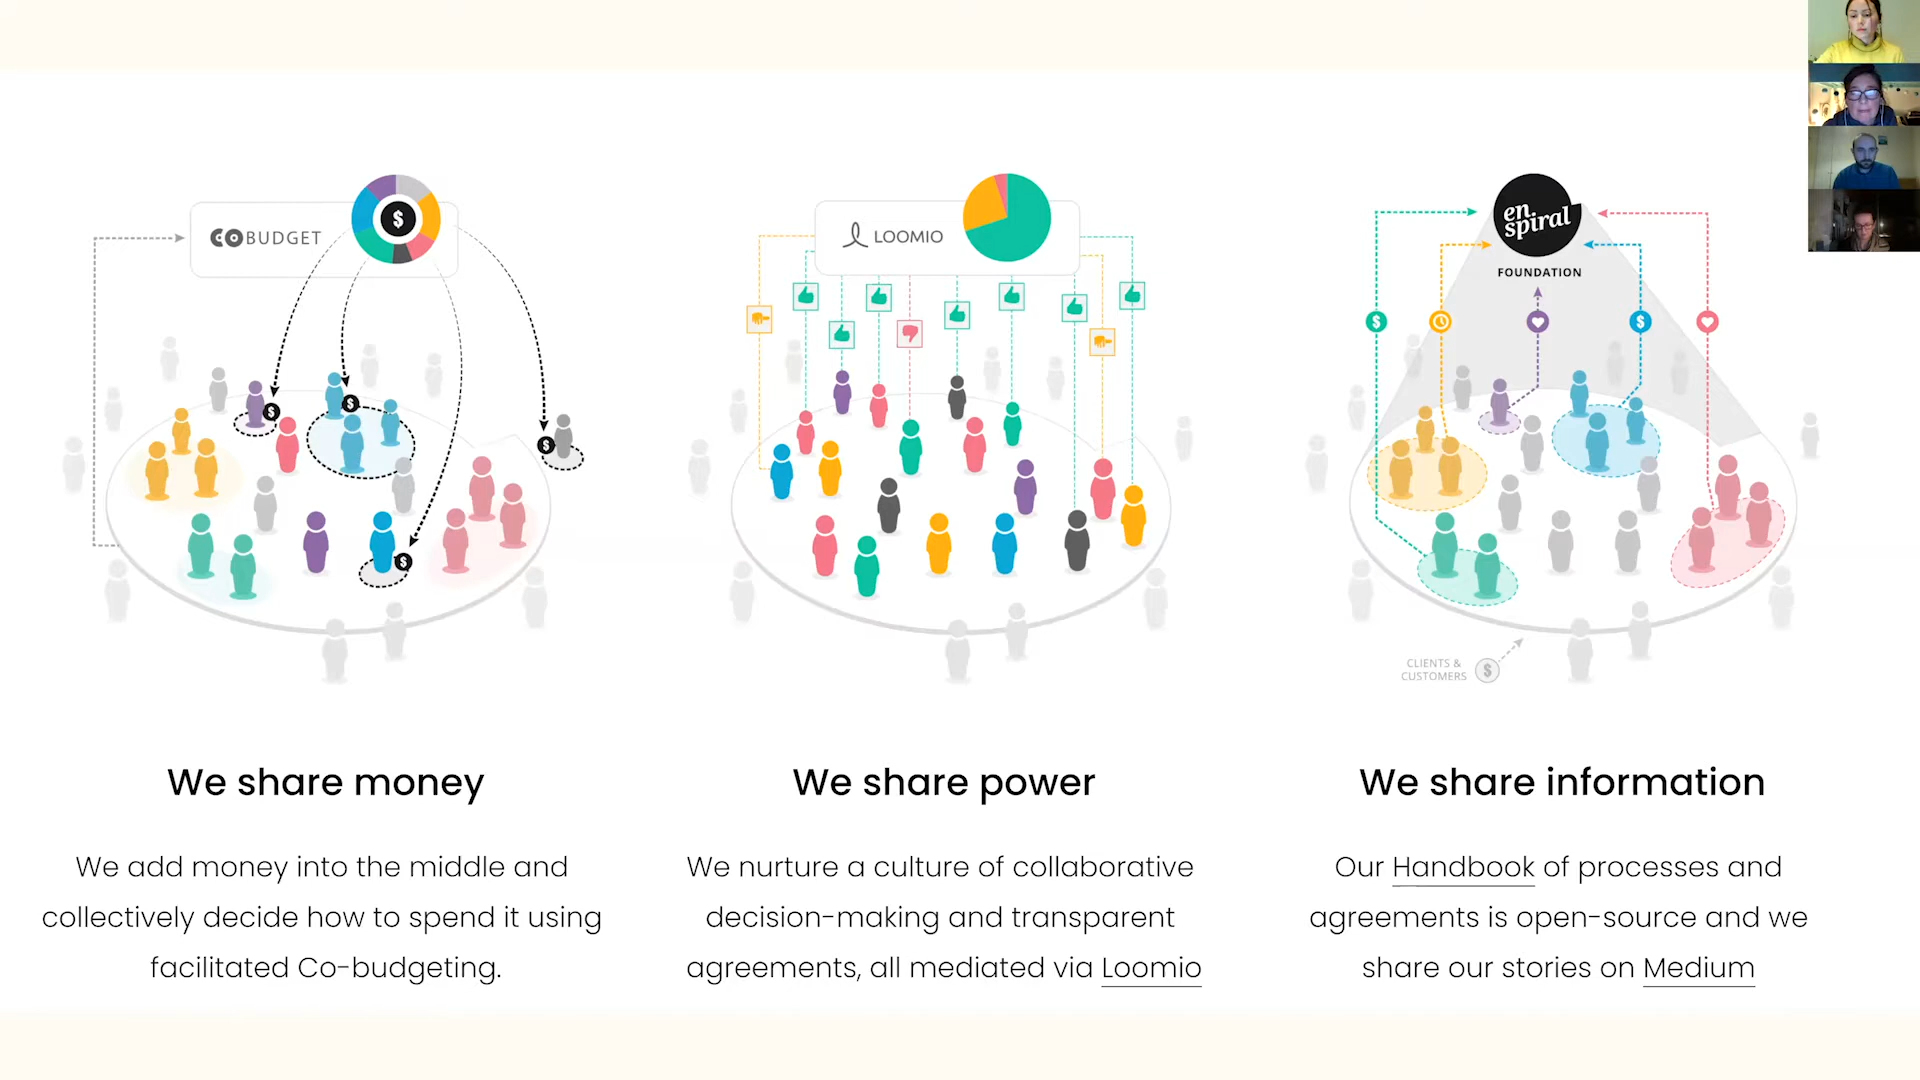 COBUDGET
$
$
$
$
$
We share money
We add money into the middle and
collectively decide how to spend it using
facilitated Co-budgeting.
LOOMIO
We share power
We nurture a culture of collaborative
decision-making and transparent
agreements, all mediated via Loomio
en
spiral
FOUNDATION
$
$
CLIENTS &
CUSTOMERS
$
We share information
Our Handbook of processes and
agreements is open-source and we
share our stories on Medium